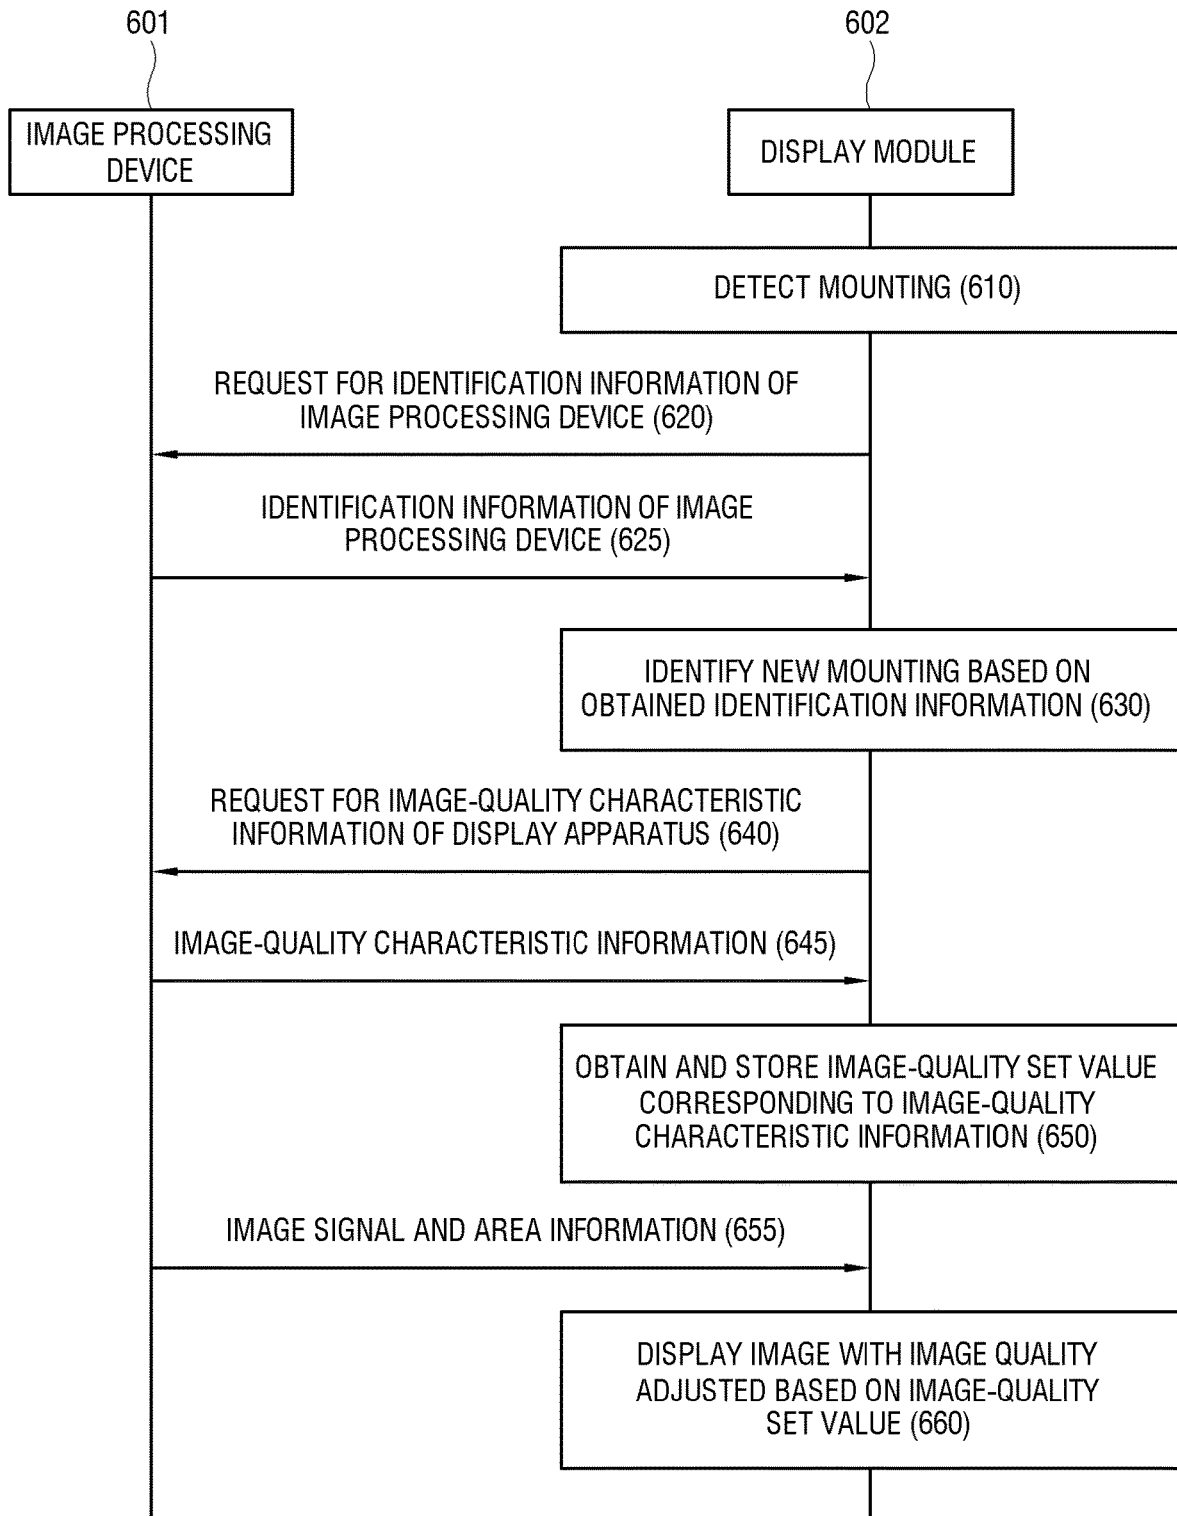 601
602
IMAGE PROCESSING
DEVICE
DISPLAY MODULE
DETECT MOUNTING (610)
REQUEST FOR IDENTIFICATION INFORMATION OF
IMAGE PROCESSING DEVICE (620)
IDENTIFICATION INFORMATION OF IMAGE
PROCESSING DEVICE (625)
IDENTIFY NEW MOUNTING BASED ON
OBTAINED IDENTIFICATION INFORMATION (630)
REQUEST FOR IMAGE-QUALITY CHARACTERISTIC
INFORMATION OF DISPLAY APPARATUS (640)
IMAGE-QUALITY CHARACTERISTIC INFORMATION (645)
OBTAIN AND STORE IMAGE-QUALITY SET VALUE
CORRESPONDING TO IMAGE-QUALITY
CHARACTERISTIC INFORMATION (650)
IMAGE SIGNAL AND AREA INFORMATION (655)
DISPLAY IMAGE WITH IMAGE QUALITY
ADJUSTED BASED ON IMAGE-QUALITY
SET VALUE (660)